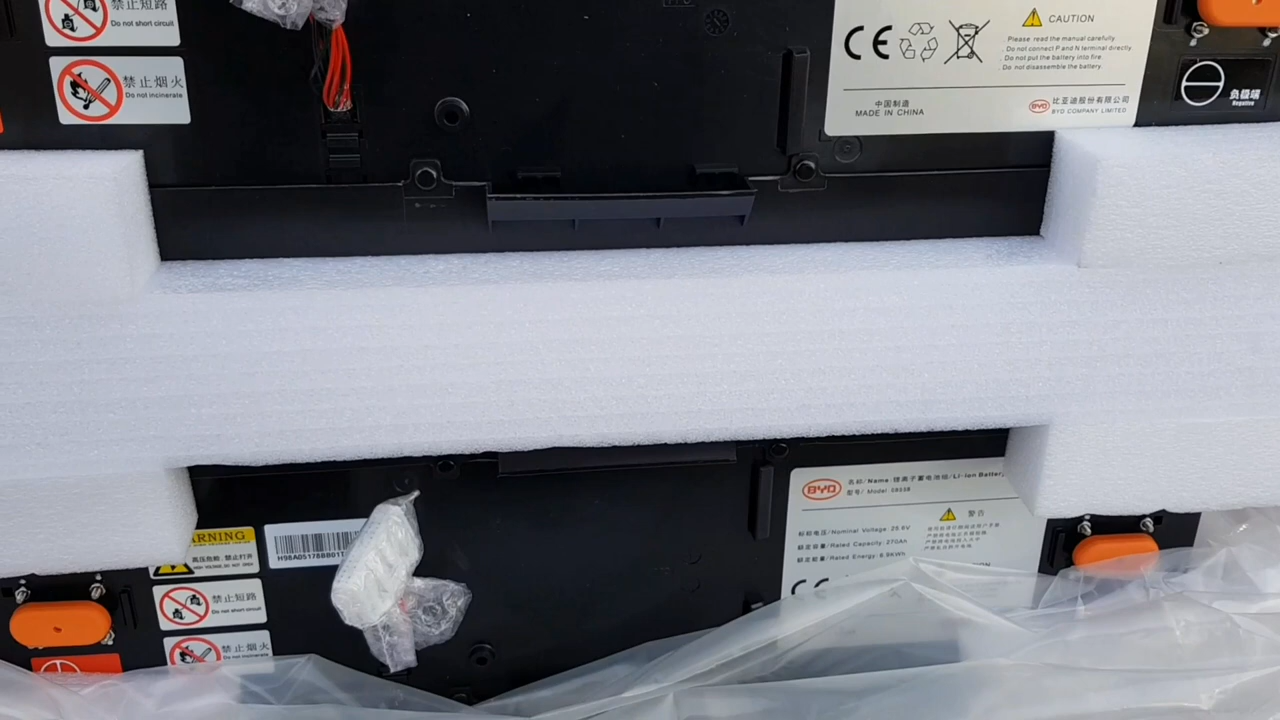 禁止短路
Do not short circuit
禁止烟火
Do not incinerate
CE
CAUTION
Please read the manual carefully.
Do not connect P and N terminal directly.
Do not put the battery into fire.
Do not disassemble the battery.
中国制造
MADE IN CHINA
BYD
比亚迪股份有限公司
BYD COMPANY LIMITED
负极端
Negative
ARNING
高压危险，禁止打开
禁止短路
Do not short circuit
禁止烟火
Do not incinerate
H98A05178BB01
BYD
名称/Name: 锂离子蓄电池组/Li-ion Battery
型号/ Model:
标称电压/Nominal Voltage: 25.6V
额定容量/Rated Capacity: 270Ah
额定能量/Rated Energy: 6.9KWh
警告